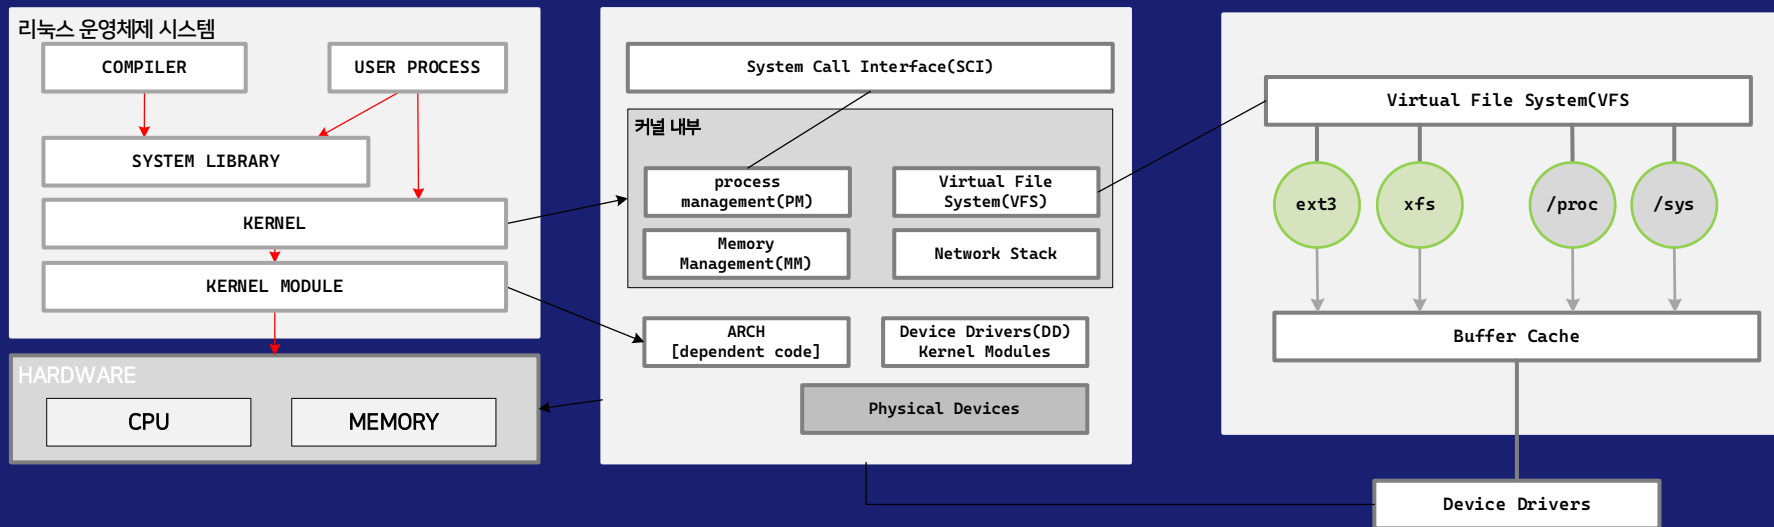 리눅스 운영체제 시스템
COMPILER
USER PROCESS
SYSTEM LIBRARY
KERNEL
KERNEL MODULE
HARDWARE
CPU
MEMORY
System Call Interface(SCI)
커널 내부
process
management(PM)
Virtual File
System(VFS)
Memory
Management(MM)
Network Stack
ARCH
[dependent code]
Device Drivers(DD)
Kernel Modules
Physical Devices
Virtual File System(VFS
ext3
xfs
/proc
/sys
Buffer Cache
Device Drivers